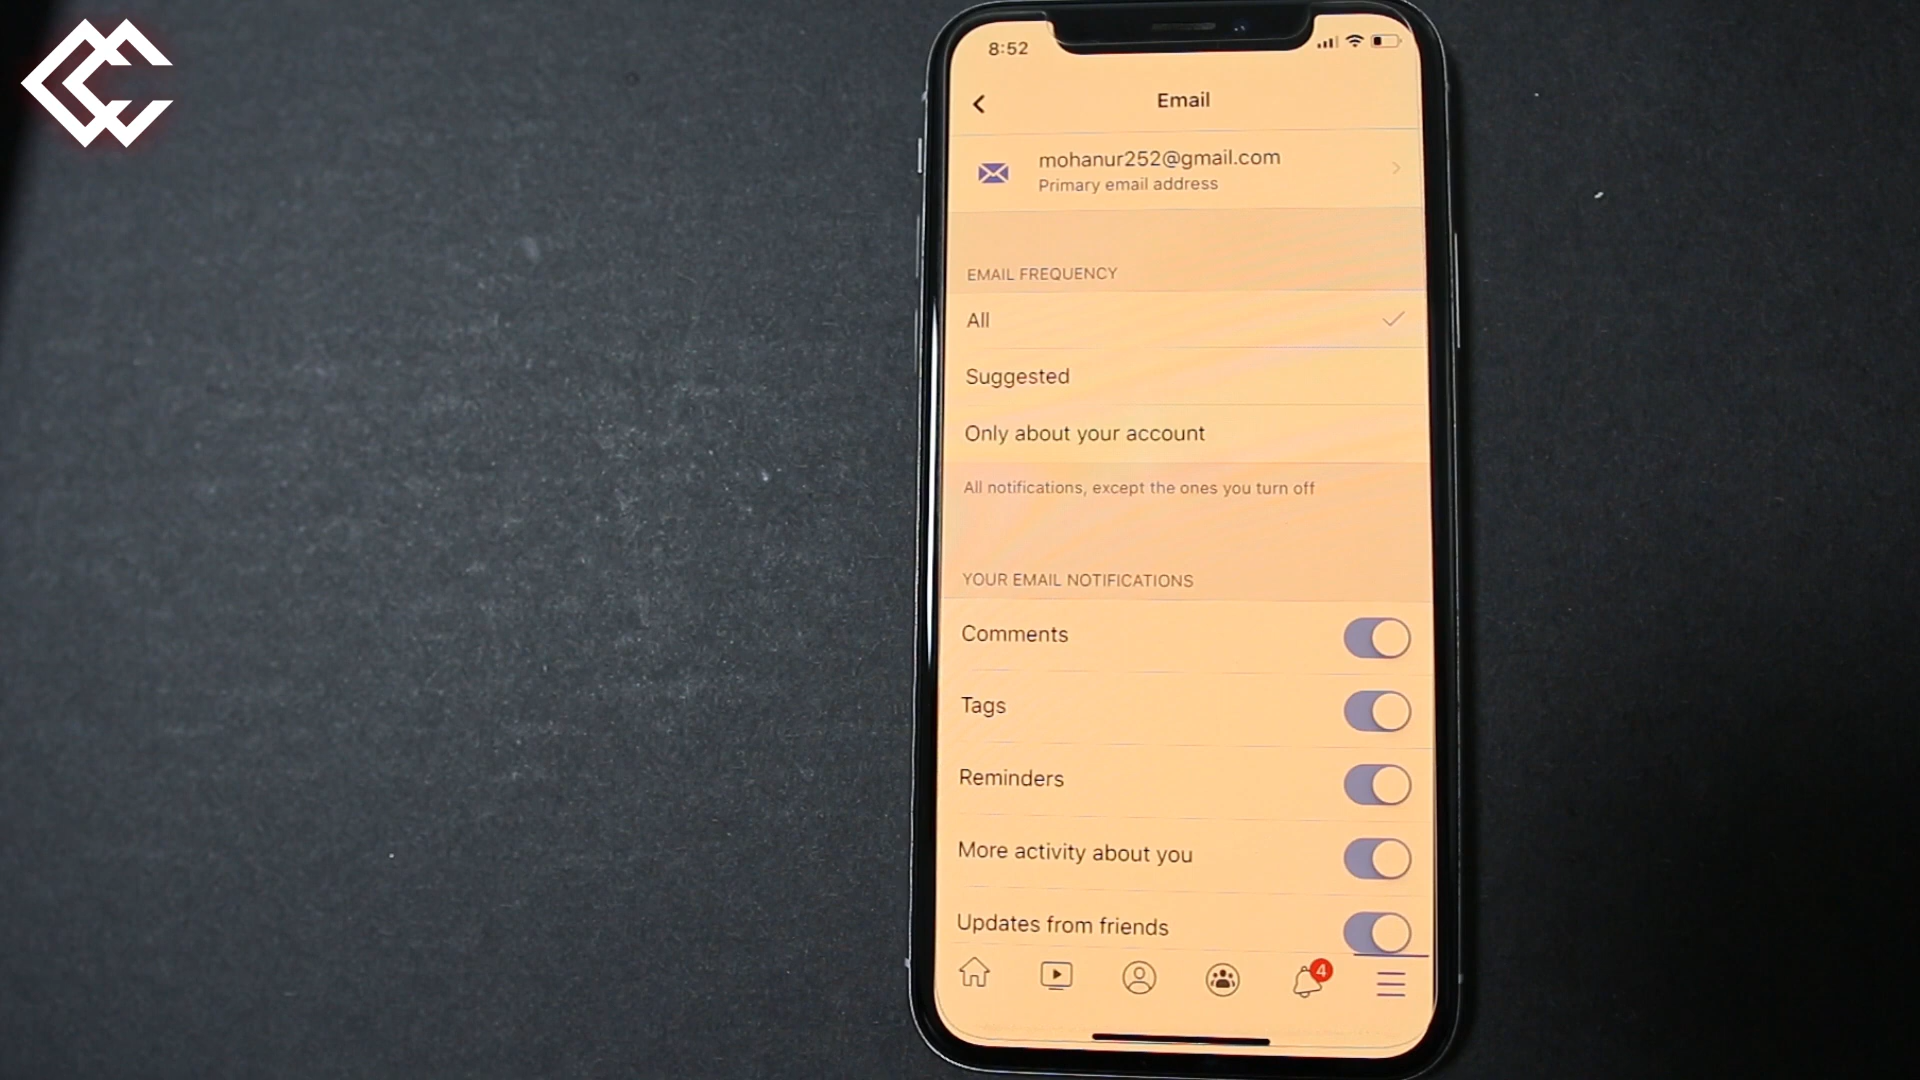 8:52
Email
mohanur252@gmail.com
Primary email address
EMAIL FREQUENCY
All
Suggested
Only about your account
All notifications, except the ones you turn off
YOUR EMAIL NOTIFICATIONS
Comments
Tags
Reminders
More activity about you
Updates from friends
4